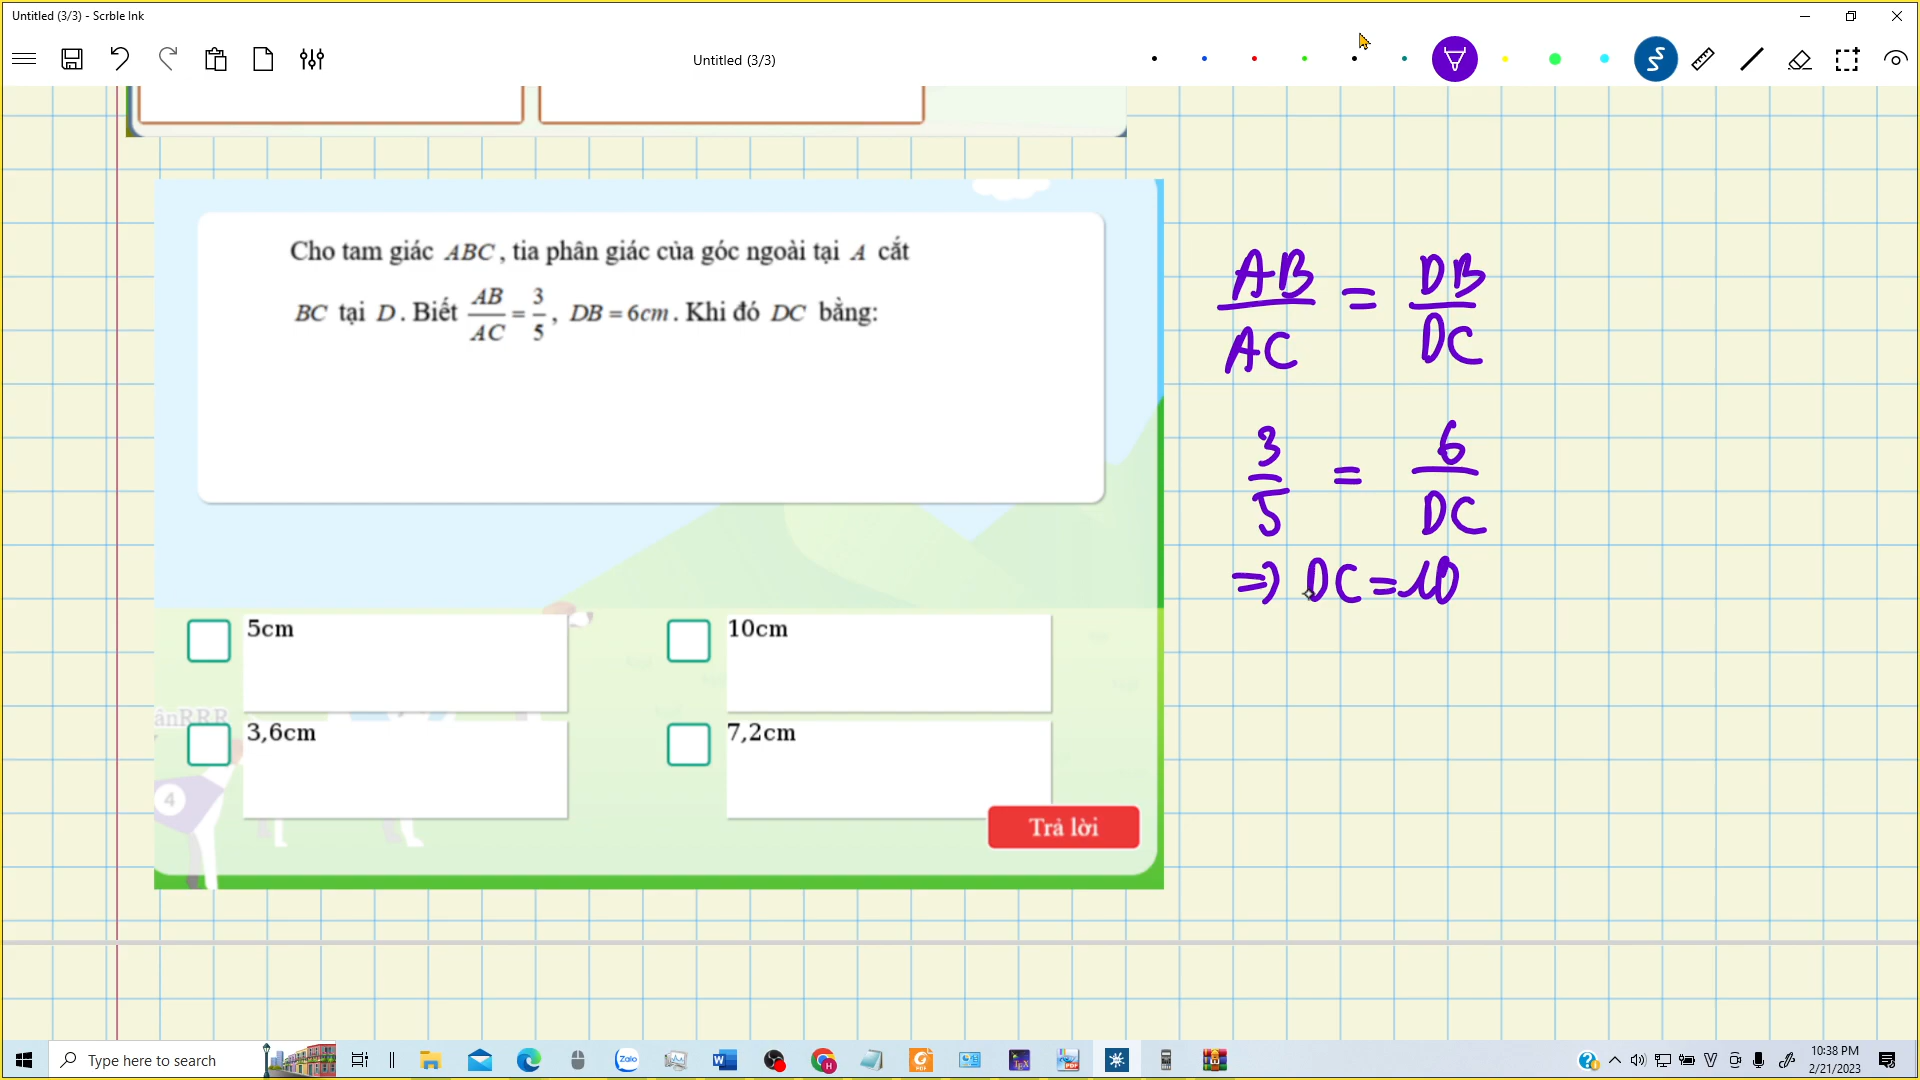 Untitled (3/3) - Scrble Ink
Untitled (3/3)
Cho tam giác ABC, tia phân giác của góc ngoài tại A cắt
BC tại D. Biết AB/AC = 3/5, DB = 6cm. Khi đó DC bằng:
AB/AC = DB/DC
3/5 = 6/DC
=> DC = 10
5cm
10cm
ânRRR
3,6cm
7,2cm
4
Trả lời
Type here to search
Zalo
10:38 PM
2/21/2023